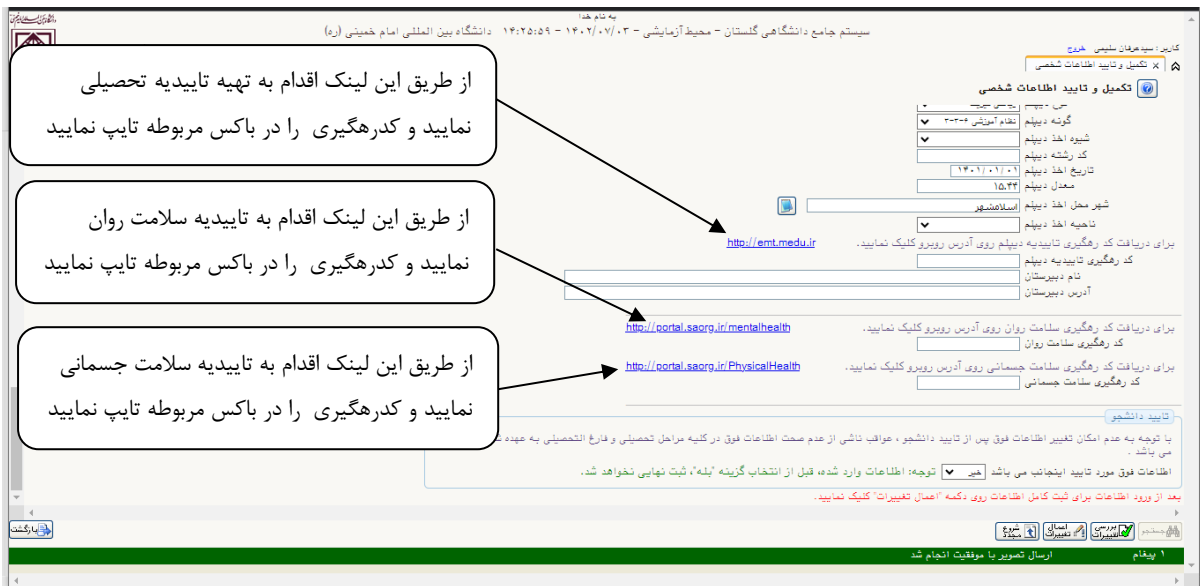 به نام خدا
سیستم جامع دانشگاهی گلستان - محیط آزمایشی - ۱۴۰۲/۰۷/۰۳ - ۱۴:۲۵:۵۹ دانشگاه بین المللی امام خمینی (ره)
کاربر : سیدعرفان سلیمی خروج
تکمیل و تایید اطلاعات شخصی
تکمیل و تایید اطلاعات شخصی
گونه دیپلم نظام آموزشی ۶-۳-۳
شیوه اخذ دیپلم
کد رشته دیپلم
تاریخ اخذ دیپلم ۱۴۰۱/۰۱/۰۱
معدل دیپلم ۱۵.۴۴
شهر محل اخذ دیپلم اسلامشهر
ناحیه اخذ دیپلم
برای دریافت کد رهگیری تاییدیه دیپلم روی آدرس روبرو کلیک نمایید. http://emt.medu.ir
کد رهگیری تاییدیه دیپلم
نام دبیرستان
آدرس دبیرستان
برای دریافت کد رهگیری سلامت روان روی آدرس روبرو کلیک نمایید. http://portal.saorg.ir/mentalhealth
کد رهگیری سلامت روان
برای دریافت کد رهگیری سلامت جسمانی روی آدرس روبرو کلیک نمایید. http://portal.saorg.ir/PhysicalHealth
کد رهگیری سلامت جسمانی
از طریق این لینک اقدام به تهیه تاییدیه تحصیلی
نمایید و کدرهگیری را در باکس مربوطه تایپ نمایید
از طریق این لینک اقدام به تاییدیه سلامت روان
نمایید و کدرهگیری را در باکس مربوطه تایپ نمایید
از طریق این لینک اقدام به تاییدیه سلامت جسمانی
نمایید و کدرهگیری را در باکس مربوطه تایپ نمایید
تایید دانشجو
با توجه به عدم امکان تغییر اطلاعات فوق پس از تایید دانشجو ، عواقب ناشی از عدم صحت اطلاعات فوق در کلیه مراحل تحصیلی و فارغ التحصیلی به عهده
می باشد .
اطلاعات فوق مورد تایید اینجانب می باشد خیر توجه: اطلاعات وارد شده، قبل از انتخاب گزینه "بله"، ثبت نهایی نخواهد شد.
بعد از ورود اطلاعات برای ثبت کامل اطلاعات روی دکمه "اعمال تغییرات" کلیک نمایید.
جستجو بررسی تغییرات اعمال تغییرات شروع مجدد بازگشت
۱ پیغام ارسال تصویر با موفقیت انجام شد